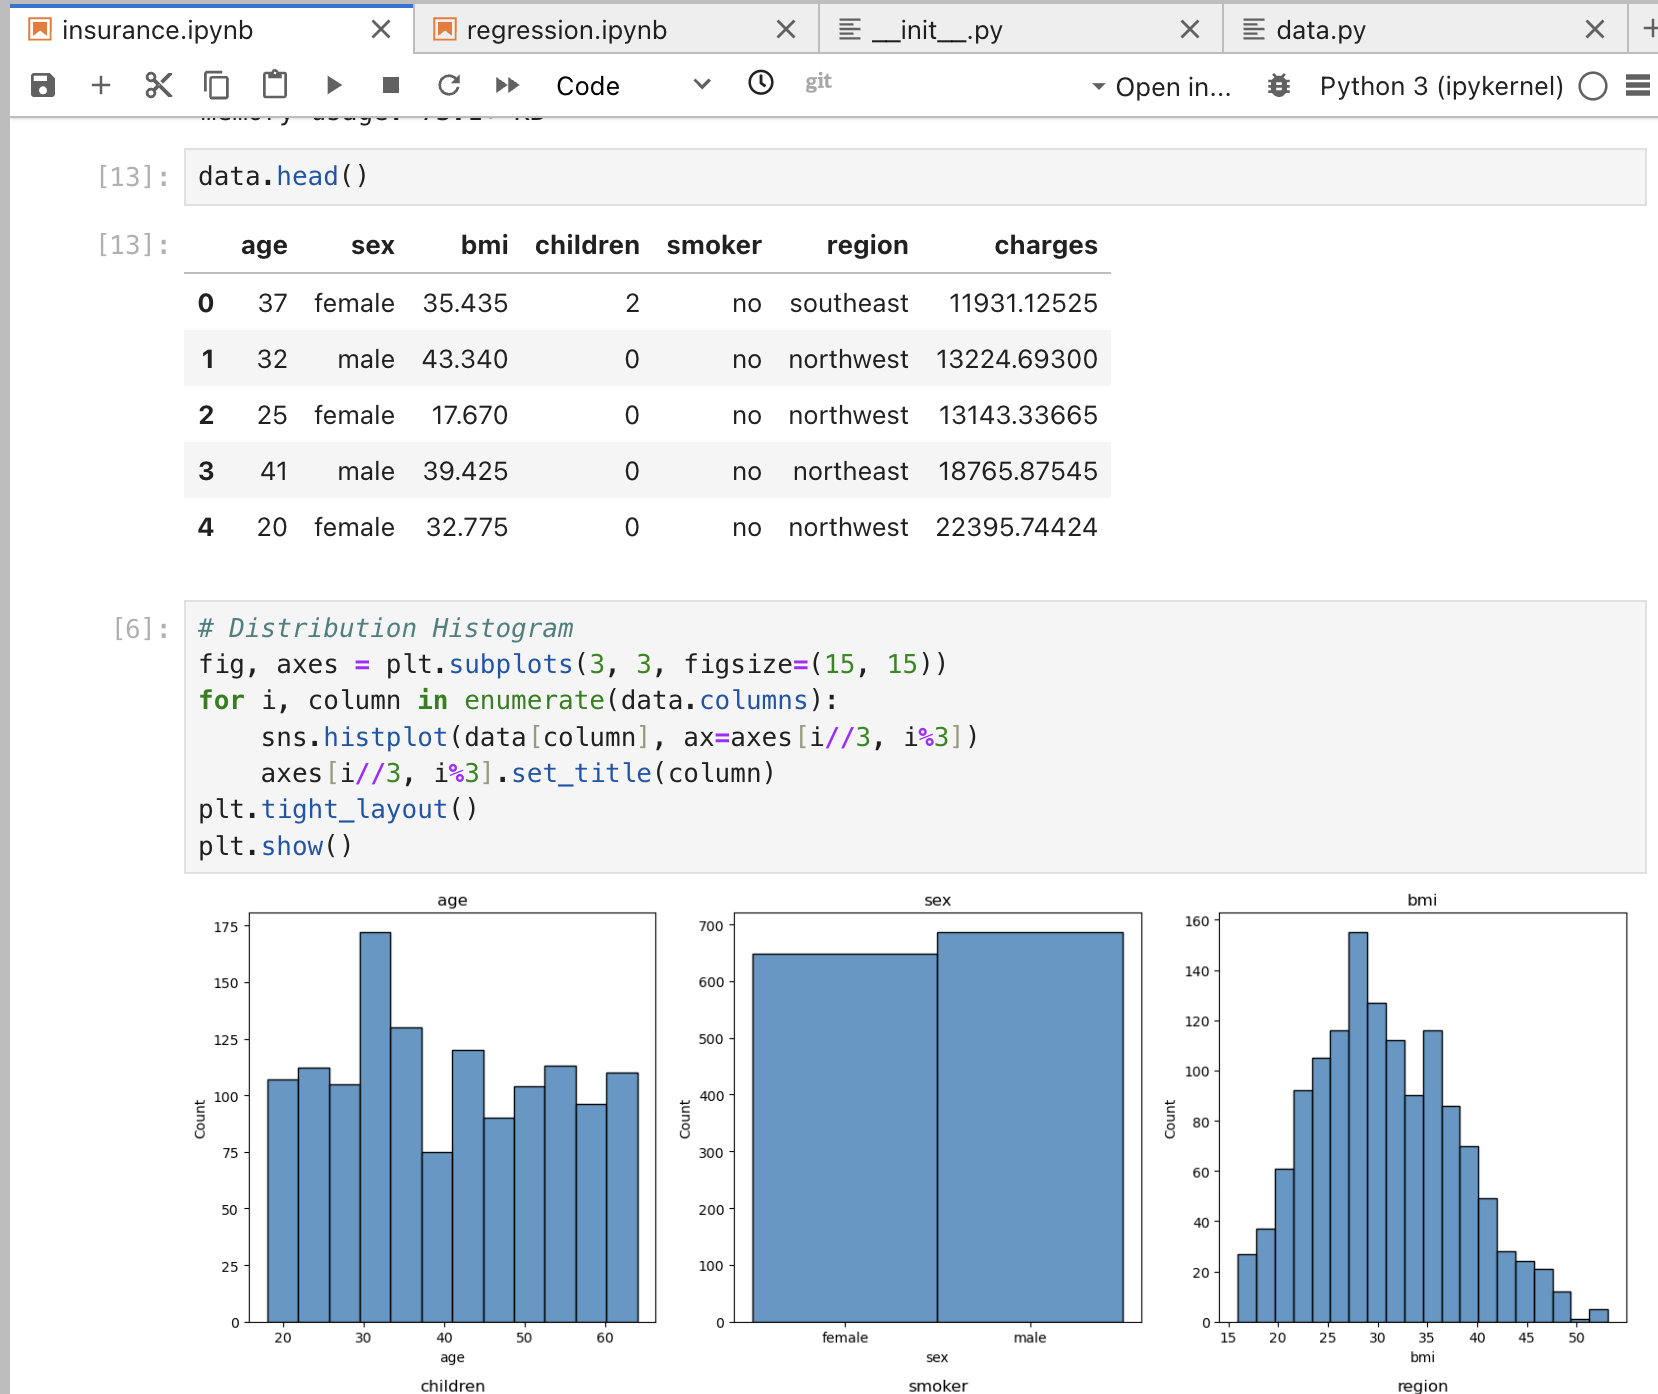 insurance.ipynb
regression.ipynb
__init__.py
data.py
Code
git
Open in...
Python 3 (ipykernel)
[13]:
data.head()
[13]:
age sex bmi children smoker region charges
0 37 female 35.435 2 no southeast 11931.12525
1 32 male 43.340 0 no northwest 13224.69300
2 25 female 17.670 0 no northwest 13143.33665
3 41 male 39.425 0 no northeast 18765.87545
4 20 female 32.775 0 no northwest 22395.74424
[6]:
# Distribution Histogram
fig, axes = plt.subplots(3, 3, figsize=(15, 15))
for i, column in enumerate(data.columns):
    sns.histplot(data[column], ax=axes[i//3, i%3])
    axes[i//3, i%3].set_title(column)
plt.tight_layout()
plt.show()
age
175
150
125
100
75
50
25
0
Count
20 30 40 50 60
age
sex
700
600
500
400
300
200
100
0
Count
female male
sex
bmi
160
140
120
100
80
60
40
20
0
Count
15 20 25 30 35 40 45 50
bmi
children
smoker
region